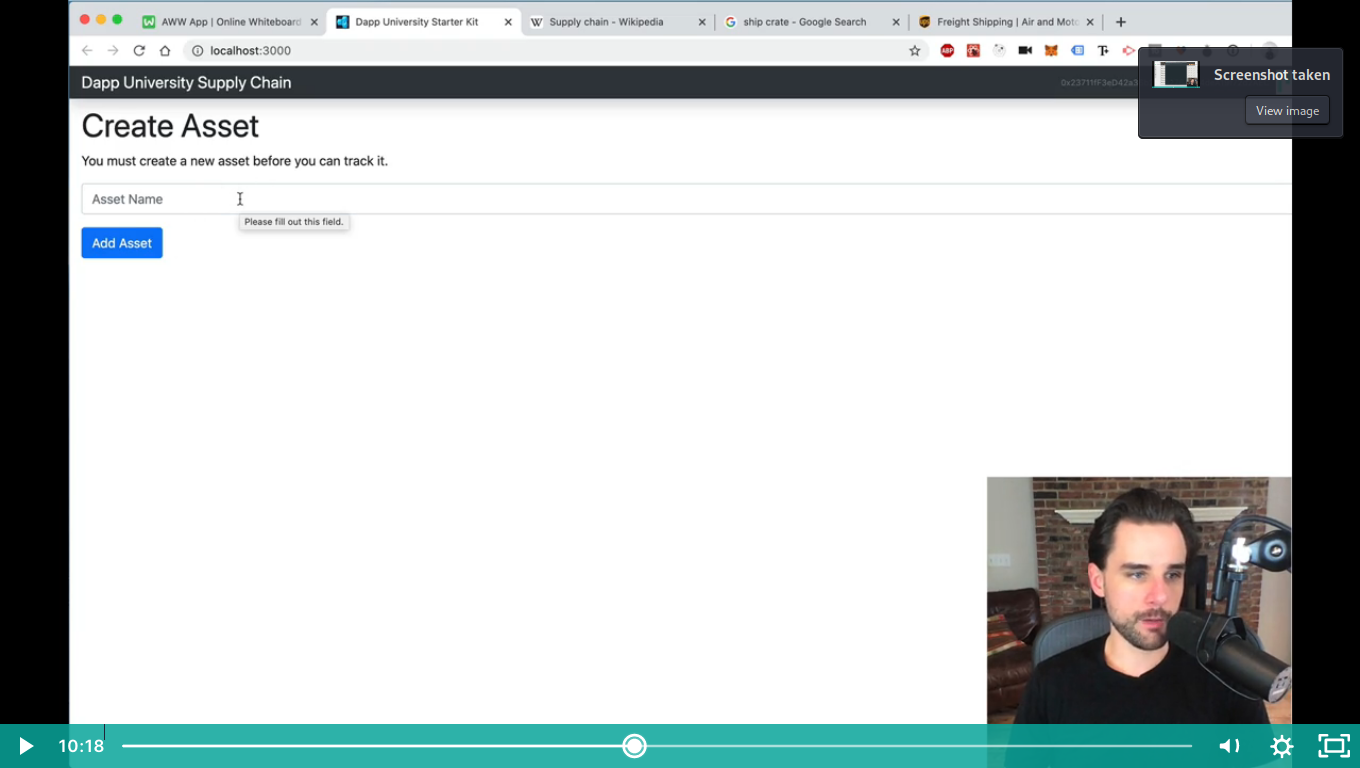 AWW App | Online Whiteboard
Dapp University Starter Kit
Supply chain - Wikipedia
ship crate - Google Search
Freight Shipping | Air and Moto
localhost:3000
Dapp University Supply Chain
Screenshot taken
View image
Create Asset
You must create a new asset before you can track it.
Asset Name
Please fill out this field.
Add Asset
10:18